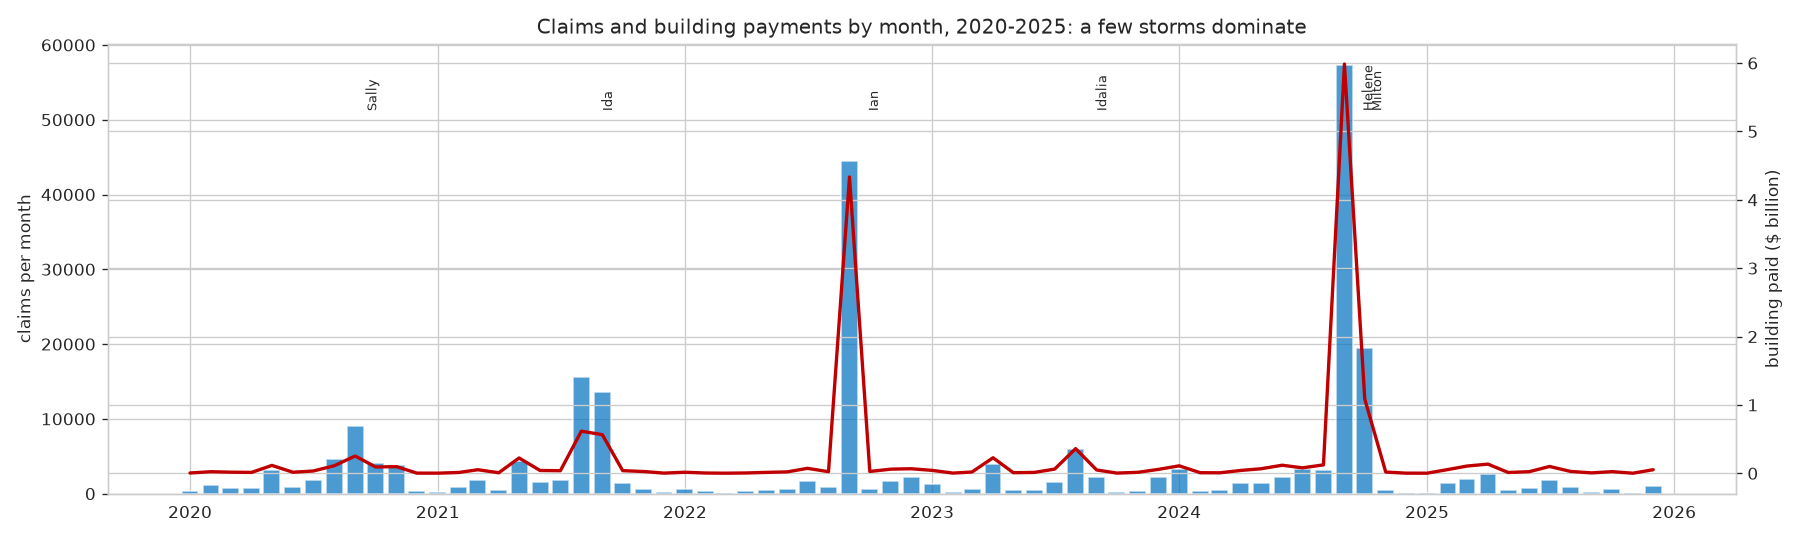 Claims and building payments by month, 2020-2025: a few storms dominate
claims per month
60000
50000
40000
30000
20000
10000
0
Sally
Ida
Ian
Idalia
Helene
Milton
6
5
4
3
2
1
0
building paid ($ billion)
2020
2021
2022
2023
2024
2025
2026